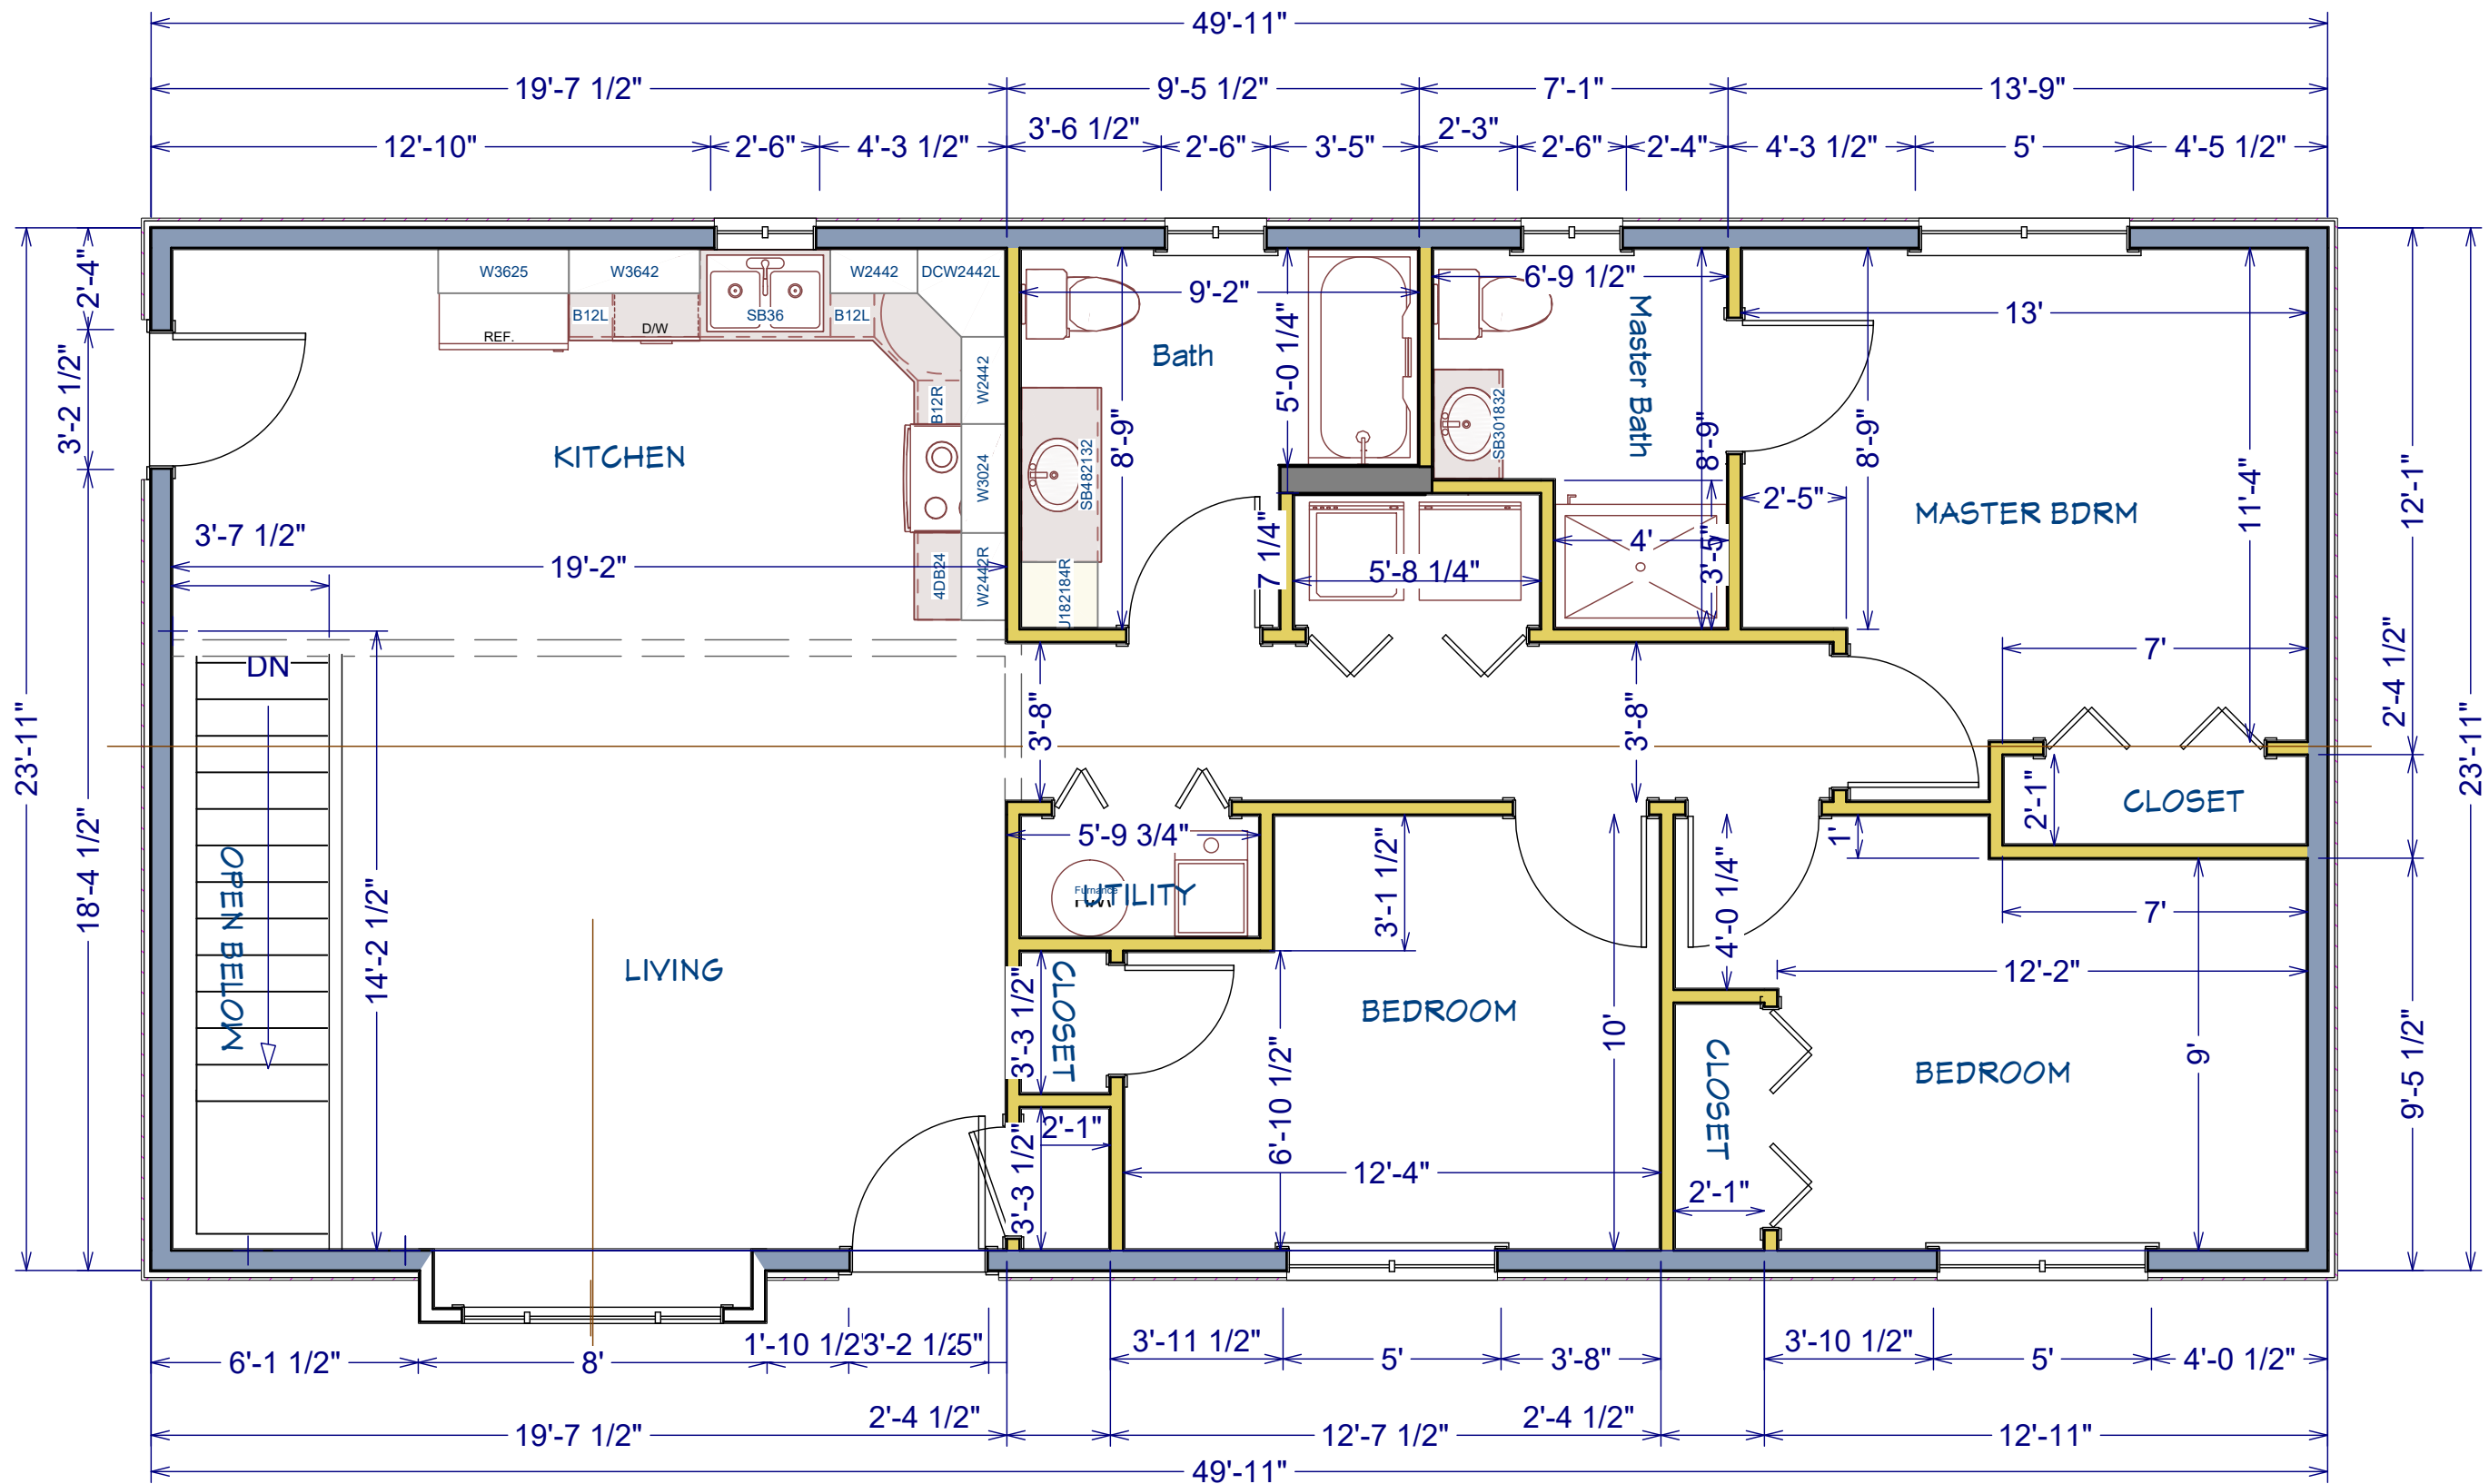 49'-11"
19'-7 1/2"
9'-5 1/2"
7'-1"
13'-9"
12'-10"
2'-6"
4'-3 1/2"
3'-6 1/2"
2'-6"
3'-5"
2'-3"
2'-6"
2'-4"
4'-3 1/2"
5'
4'-5 1/2"
23'-11"
2'-4"
3'-2 1/2"
18'-4 1/2"
W3625
W3642
W2442
DCW2442L
REF.
B12L
D/W
SB36
B12L
W2442
B12R
W3024
4DB24
W2442R
KITCHEN
3'-7 1/2"
19'-2"
9'-2"
Bath
8'-9"
5'-0 1/4"
SB482132
U182184R
7 1/4"
5'-8 1/4"
6'-9 1/2"
Master Bath
SB301832
8'-9"
4'
3'-5"
13'
8'-9"
2'-5"
MASTER BDRM
11'-4"
7'
12'-1"
2'-4 1/2"
23'-11"
9'-5 1/2"
DN
OPEN BELOW
14'-2 1/2"
LIVING
3'-8"
3'-8"
5'-9 3/4"
Furnance
UTILITY
CLOSET
3'-3 1/2"
3'-3 1/2"
2'-1"
3'-1 1/2"
6'-10 1/2"
BEDROOM
10'
12'-4"
4'-0 1/4"
1'
2'-1"
CLOSET
7'
12'-2"
CLOSET
2'-1"
BEDROOM
9'
6'-1 1/2"
8'
1'-10 1/2
3'-2 1/2
5"
3'-11 1/2"
5'
3'-8"
3'-10 1/2"
5'
4'-0 1/2"
19'-7 1/2"
2'-4 1/2"
12'-7 1/2"
2'-4 1/2"
12'-11"
49'-11"